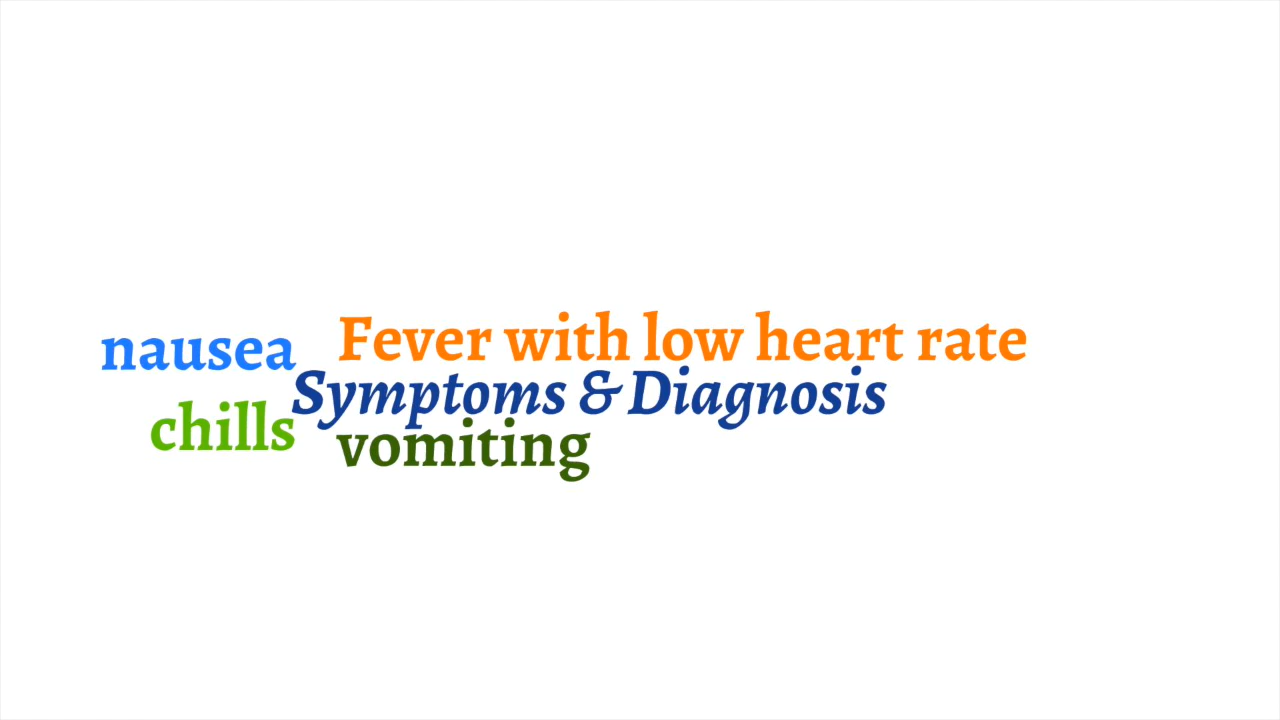 nausea
Fever with low heart rate
Symptoms & Diagnosis
chills
vomiting